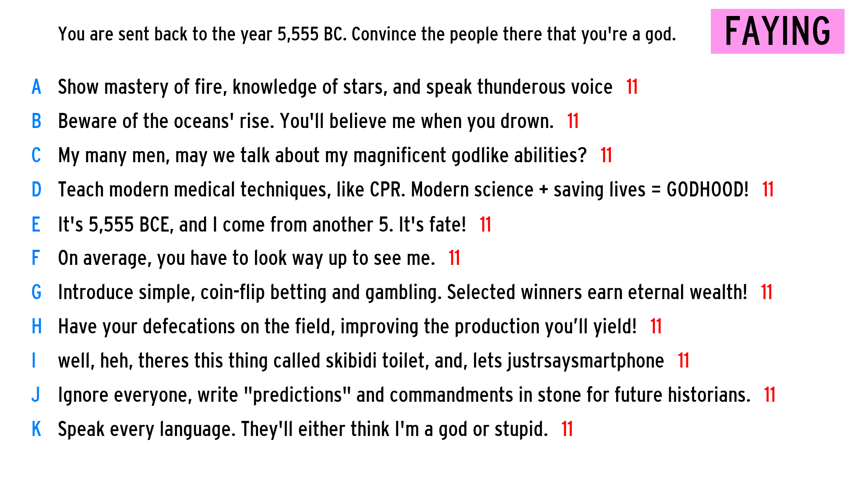 You are sent back to the year 5,555 BC. Convince the people there that you're a god.
FAYING
A Show mastery of fire, knowledge of stars, and speak thunderous voice 11
B Beware of the oceans' rise. You'll believe me when you drown. 11
C My many men, may we talk about my magnificent godlike abilities? 11
D Teach modern medical techniques, like CPR. Modern science + saving lives = GODHOOD! 11
E It's 5,555 BCE, and I come from another 5. It's fate! 11
F On average, you have to look way up to see me. 11
G Introduce simple, coin-flip betting and gambling. Selected winners earn eternal wealth! 11
H Have your defecations on the field, improving the production you’ll yield! 11
I well, heh, theres this thing called skibidi toilet, and, lets justrsaysmartphone 11
J Ignore everyone, write "predictions" and commandments in stone for future historians. 11
K Speak every language. They'll either think I'm a god or stupid. 11